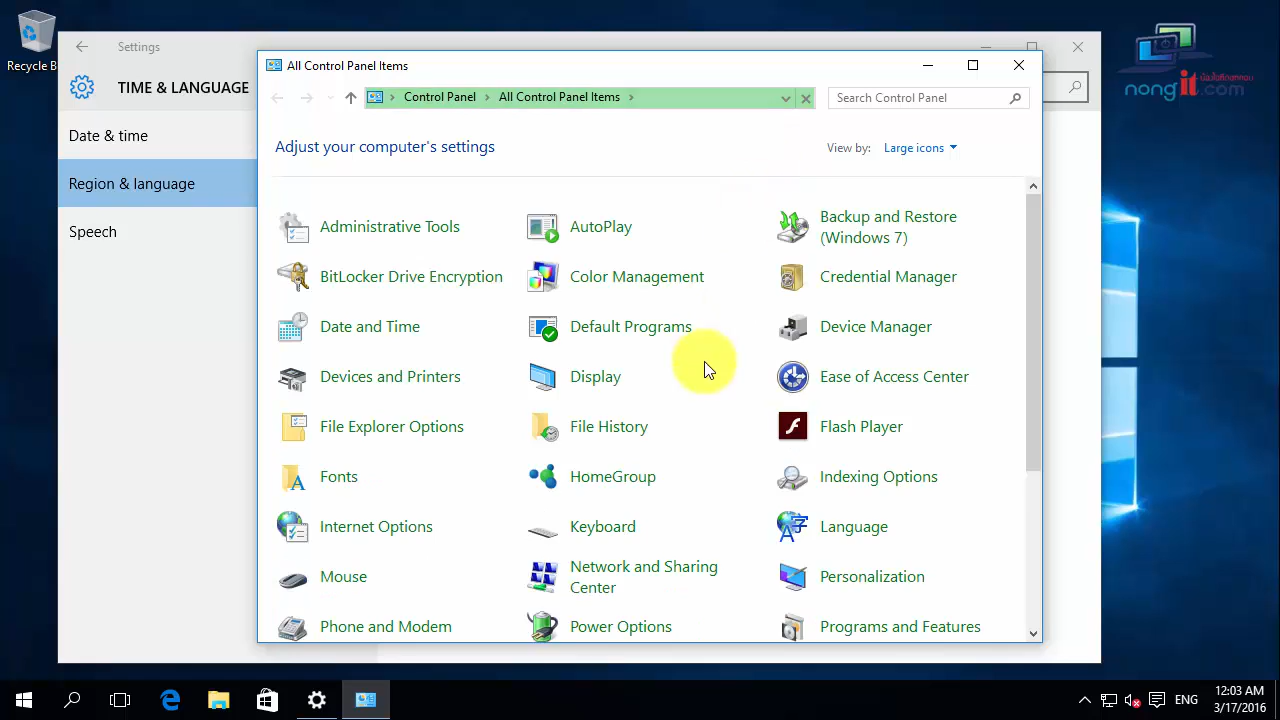 Recycle B
Settings
TIME & LANGUAGE
Date & time
Region & language
Speech
All Control Panel Items
Control Panel
All Control Panel Items
Search Control Panel
Adjust your computer's settings
View by:
Large icons
Administrative Tools
AutoPlay
Backup and Restore
(Windows 7)
BitLocker Drive Encryption
Color Management
Credential Manager
Date and Time
Default Programs
Device Manager
Devices and Printers
Display
Ease of Access Center
File Explorer Options
File History
Flash Player
Fonts
HomeGroup
Indexing Options
Internet Options
Keyboard
Language
Mouse
Network and Sharing
Center
Personalization
Phone and Modem
Power Options
Programs and Features
nongit.com
ENG
12:03 AM
3/17/2016